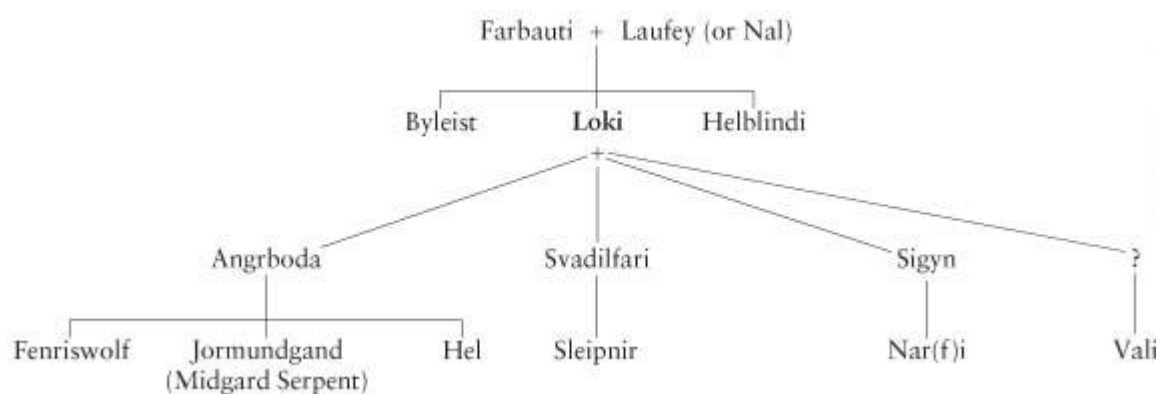 Farbauti + Laufey (or Nal)
Byleist Loki Helblindi
+
Angrboda Svadilfari Sigyn ?
Fenriswolf Jormundgand Hel Sleipnir Nar(f)i Vali
(Midgard Serpent)